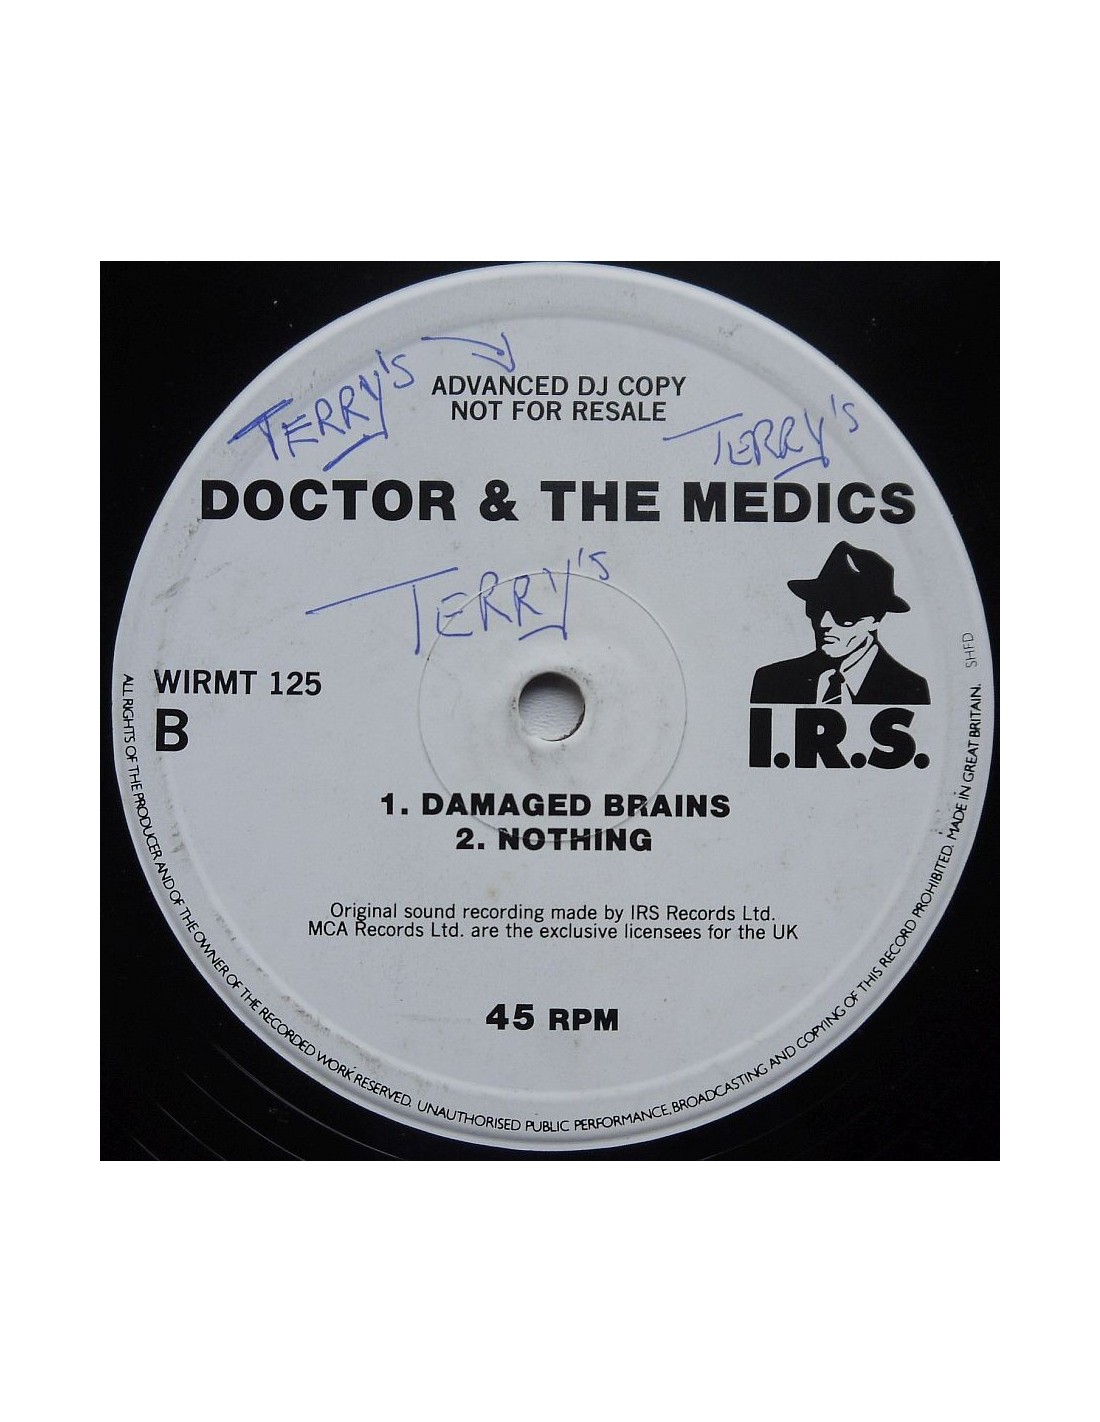 TERRY'S
ADVANCED DJ COPY
NOT FOR RESALE
TERRY'S
DOCTOR & THE MEDICS
TERRY'S
WIRMT 125
B
I.R.S.
SHFD
1. DAMAGED BRAINS
2. NOTHING
Original sound recording made by IRS Records Ltd.
MCA Records Ltd. are the exclusive licensees for the UK
45 RPM
ALL RIGHTS OF THE PRODUCER AND OF THE OWNER OF THE RECORDED WORK RESERVED. UNAUTHORISED PUBLIC PERFORMANCE, BROADCASTING AND COPYING OF THIS RECORD PROHIBITED. MADE IN GREAT BRITAIN.